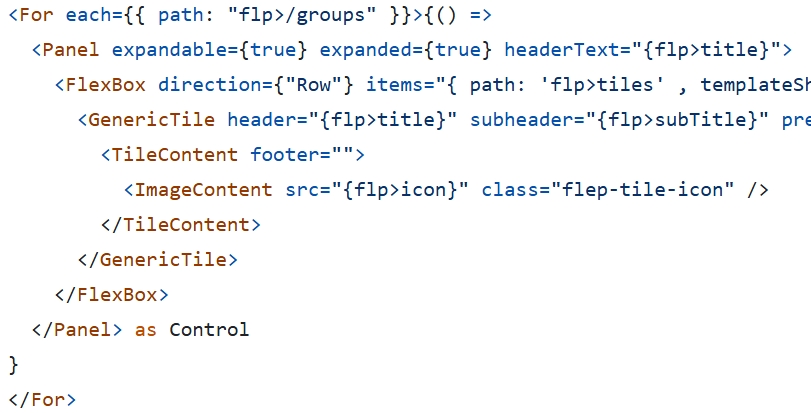 <For each={{ path: "flp>/groups" }}>{() =>
<Panel expandable={true} expanded={true} headerText="{flp>title}">
<FlexBox direction={"Row"} items="{ path: 'flp>tiles' , templateSh
<GenericTile header="{flp>title}" subheader="{flp>subTitle}" pre
<TileContent footer="">
<ImageContent src="{flp>icon}" class="flep-tile-icon" />
</TileContent>
</GenericTile>
</FlexBox>
</Panel> as Control
}
</For>